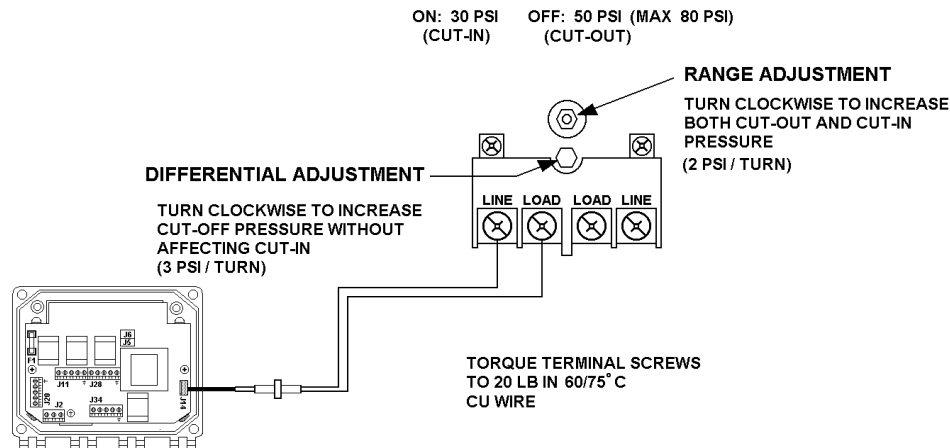 ON: 30 PSI OFF: 50 PSI (MAX 80 PSI)
(CUT-IN) (CUT-OUT)
RANGE ADJUSTMENT
TURN CLOCKWISE TO INCREASE
BOTH CUT-OUT AND CUT-IN
PRESSURE
(2 PSI / TURN)
DIFFERENTIAL ADJUSTMENT
TURN CLOCKWISE TO INCREASE
CUT-OFF PRESSURE WITHOUT
AFFECTING CUT-IN
(3 PSI / TURN)
LINE LOAD LOAD LINE
J6
J5
F1
J11 J28
J29
J2
J34
J14
TORQUE TERMINAL SCREWS
TO 20 LB IN 60/75°C
CU WIRE